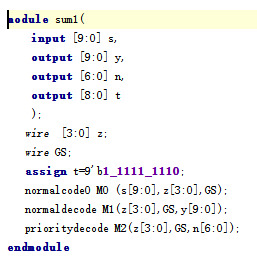 module sum1(
input [9:0] s,
output [9:0] y,
output [6:0] n,
output [8:0] t
);
wire [3:0] z;
wire GS;
assign t=9'b1_1111_1110;
normalcode0 M0 (s[9:0],z[3:0],GS);
normaldecode M1(z[3:0],GS,y[9:0]);
prioritydecode M2(z[3:0],GS,n[6:0]);
endmodule